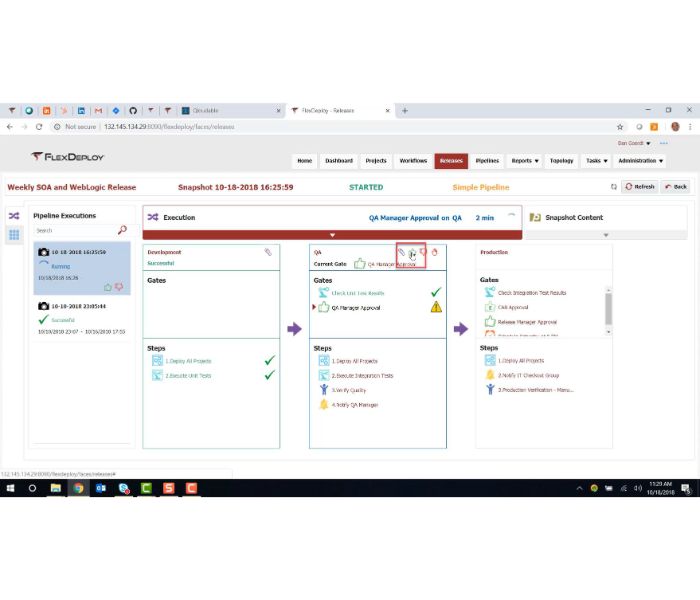 Qloudable
FlexDeploy - Releases
Not secure | 132.145.134.29:8090/flexdeploy/faces/releases
Dan Goerdt
FLEXDEPLOY
Home Dashboard Projects Workflows Releases Pipelines Reports Topology Tasks Administration
Weekly SOA and WebLogic Release Snapshot 10-18-2018 16:25:59 STARTED Simple Pipeline Refresh Back
Pipeline Executions
Search
10-18-2018 16:25:59
Running
10/18/2018 16:26
10-10-2018 23:05:44
Successful
10/10/2018 23:07 - 10/16/2018 17:55
Execution QA Manager Approval on QA 2 min
Snapshot Content
Development
Successful
Gates
Steps
1.Deploy All Projects
2.Execute Unit Tests
QA
Current Gate QA Manager Approval
Gates
Check Unit Test Results
QA Manager Approval
Steps
1.Deploy All Projects
2.Execute Integration Tests
3.Verify Quality
4.Notify QA Manager
Production
Gates
Check Integration Test Results
CAB Approval
Release Manager Approval
Steps
1.Deploy All Projects
2.Notify IT Checkout Group
3.Production Verification - Manu...
132.145.134.29:8090/flexdeploy/faces/releases#
11:29 AM
10/18/2018